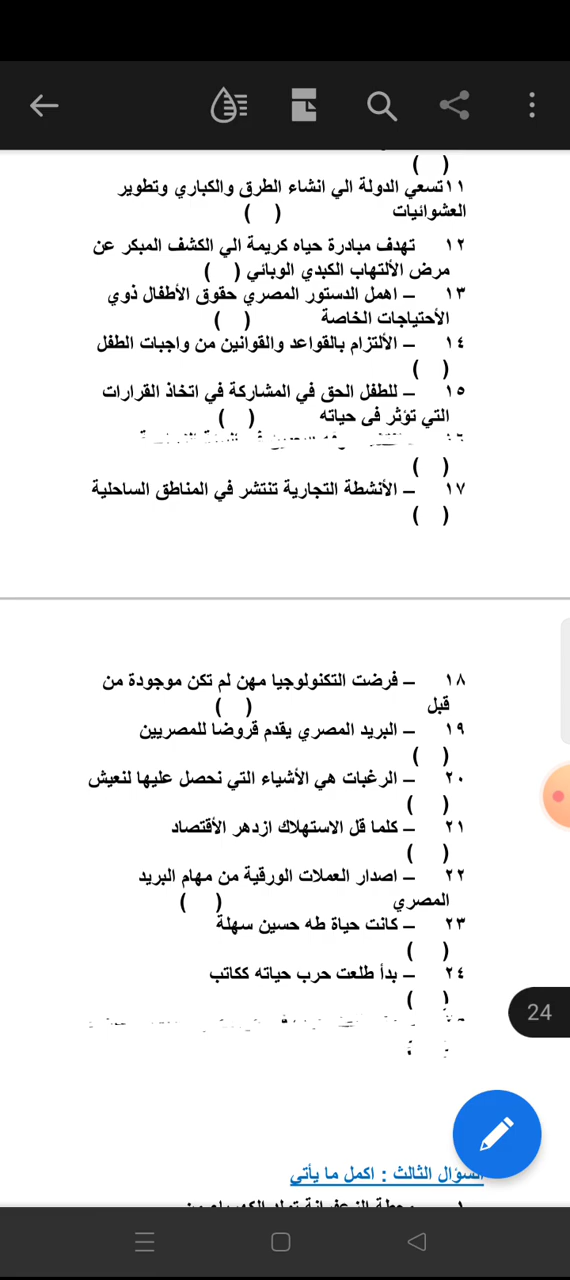 ( )
١١تسعي الدولة الي انشاء الطرق والكباري وتطوير
العشوائيات ( )
١٢ تهدف مبادرة حياه كريمة الي الكشف المبكر عن
مرض الألتهاب الكبدي الوبائي ( )
١٣ – اهمل الدستور المصري حقوق الأطفال ذوي
الأحتياجات الخاصة ( )
١٤ – الألتزام بالقواعد والقوانين من واجبات الطفل
( )
١٥ – للطفل الحق في المشاركة في اتخاذ القرارات
التي تؤثر في حياته ( )
( )
١٧ – الأنشطة التجارية تنتشر في المناطق الساحلية
( )
١٨ – فرضت التكنولوجيا مهن لم تكن موجودة من
قبل ( )
١٩ – البريد المصري يقدم قروضا للمصريين
( )
٢٠ – الرغبات هي الأشياء التي نحصل عليها لنعيش
( )
٢١ – كلما قل الاستهلاك ازدهر الأقتصاد
( )
٢٢ – اصدار العملات الورقية من مهام البريد
المصري ( )
٢٣ – كانت حياة طه حسين سهلة
( )
٢٤ – بدأ طلعت حرب حياته ككاتب
( )
24
السؤال الثالث : اكمل ما يأتي